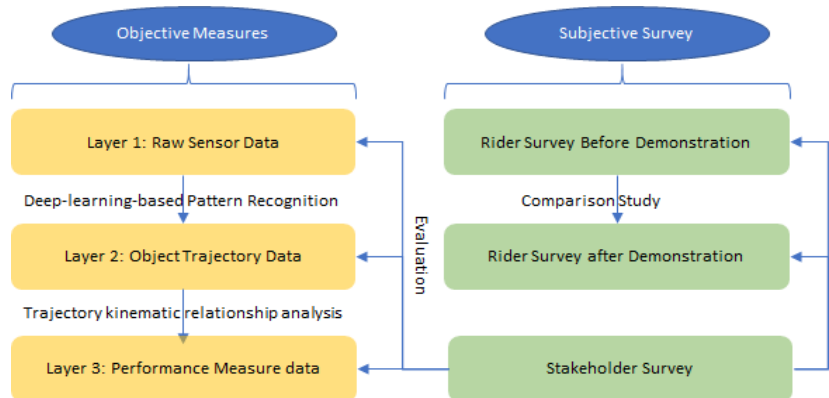 Objective Measures
Subjective Survey
Layer 1: Raw Sensor Data
Rider Survey Before Demonstration
Deep-learning-based Pattern Recognition
Comparison Study
Evaluation
Layer 2: Object Trajectory Data
Rider Survey after Demonstration
Trajectory kinematic relationship analysis
Layer 3: Performance Measure data
Stakeholder Survey